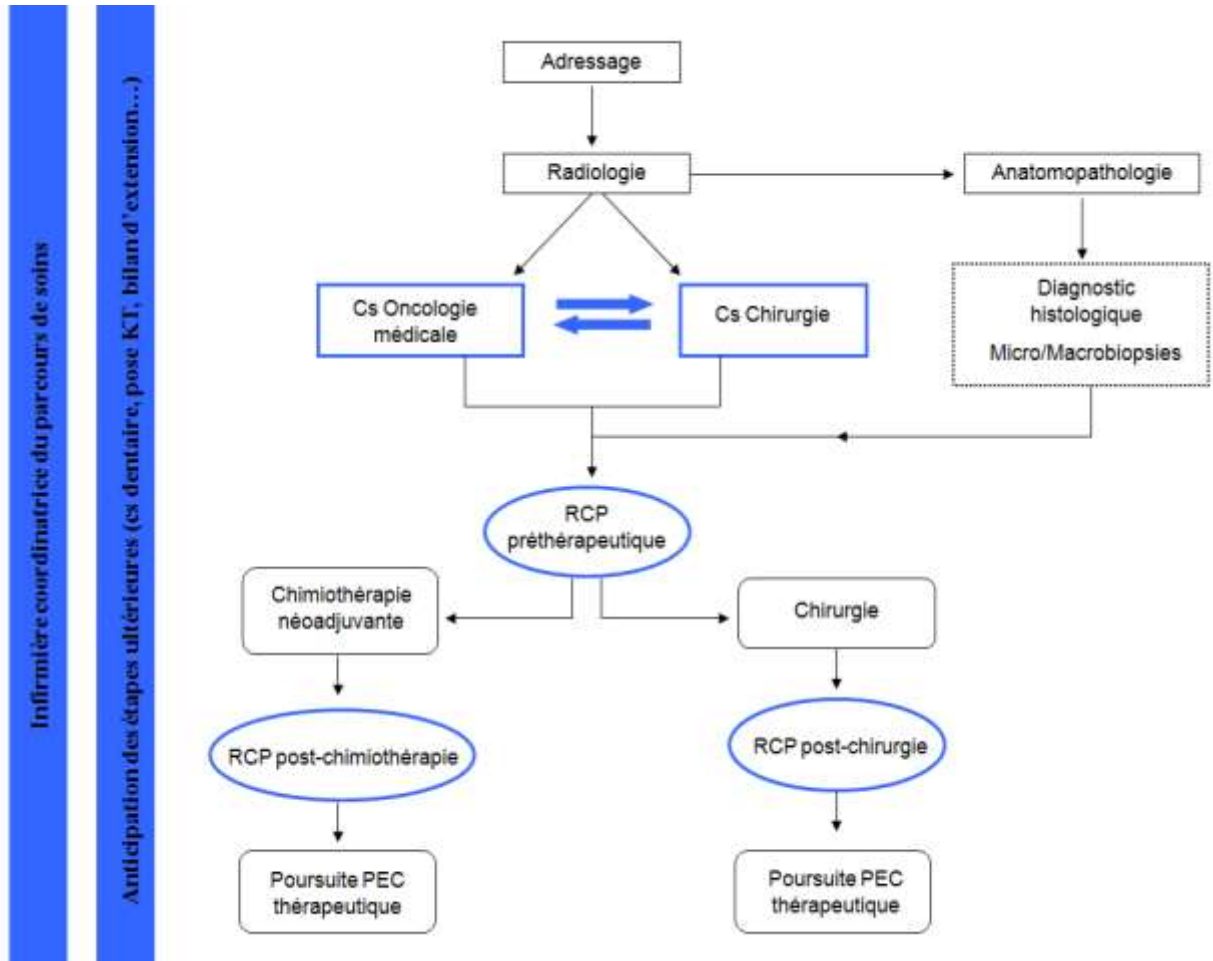 Infirmière coordinatrice du parcours de soins
Anticipation des étapes ultérieures (cs dentaire, pose KT, bilan d'extension...)
Adressage
Radiologie
Anatomopathologie
Cs Oncologie
médicale
Cs Chirurgie
Diagnostic
histologique
Micro/Macrobiopsies
RCP
préthérapeutique
Chimiothérapie
néoadjuvante
Chirurgie
RCP post-chimiothérapie
RCP post-chirurgie
Poursuite PEC
thérapeutique
Poursuite PEC
thérapeutique